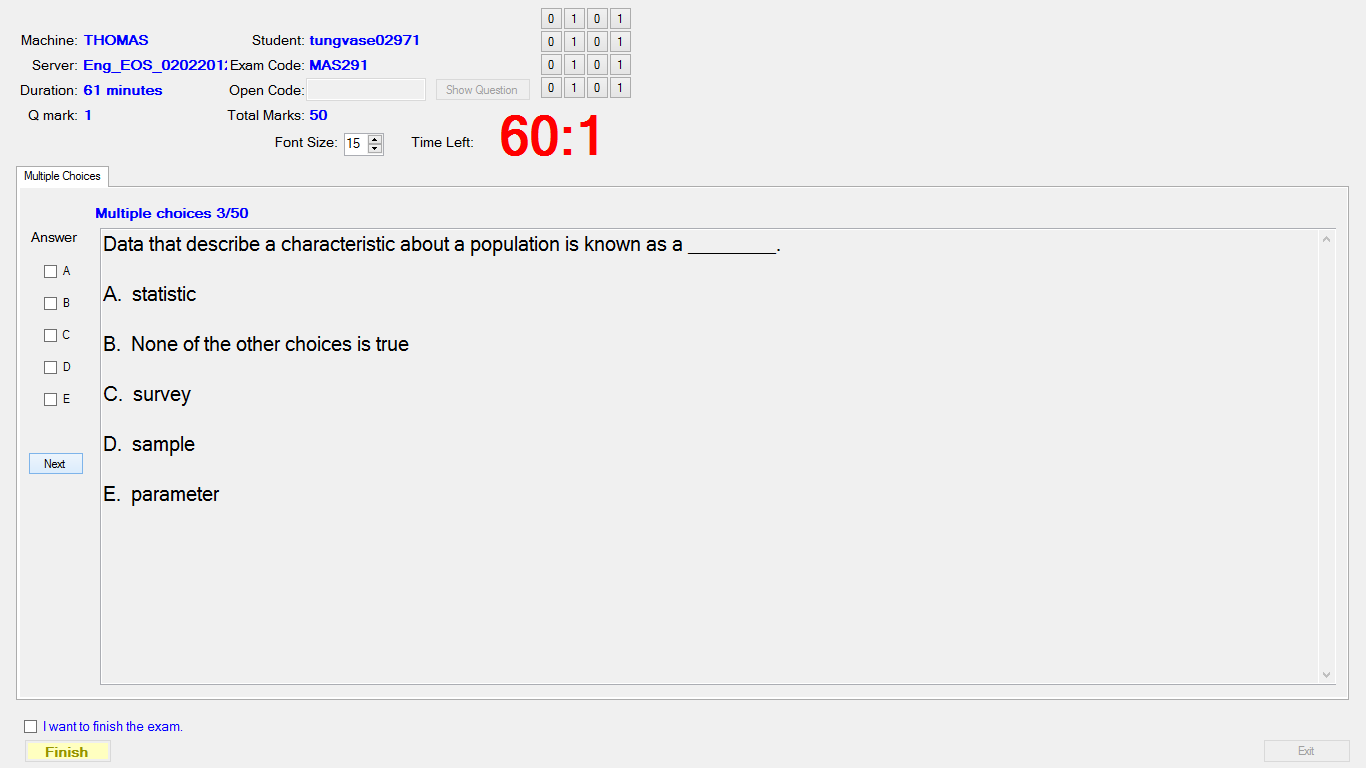 Machine: THOMAS Student: tungvase02971
Server: Eng_EOS_02022012 Exam Code: MAS291
Duration: 61 minutes Open Code: Show Question
Q mark: 1 Total Marks: 50
0 1 0 1
0 1 0 1
0 1 0 1
0 1 0 1
Font Size: 15 Time Left: 60:1
Multiple Choices
Multiple choices 3/50
Answer
A
B
C
D
E
Next
Data that describe a characteristic about a population is known as a ________.
A. statistic
B. None of the other choices is true
C. survey
D. sample
E. parameter
I want to finish the exam.
Finish
Exit